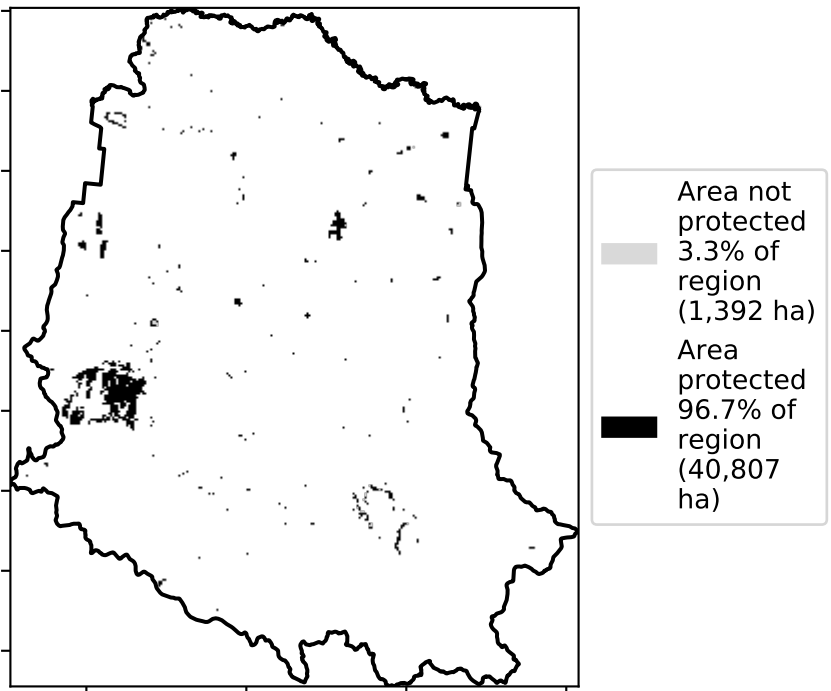 Area not
protected
3.3% of
region
(1,392 ha)
Area
protected
96.7% of
region
(40,807
ha)